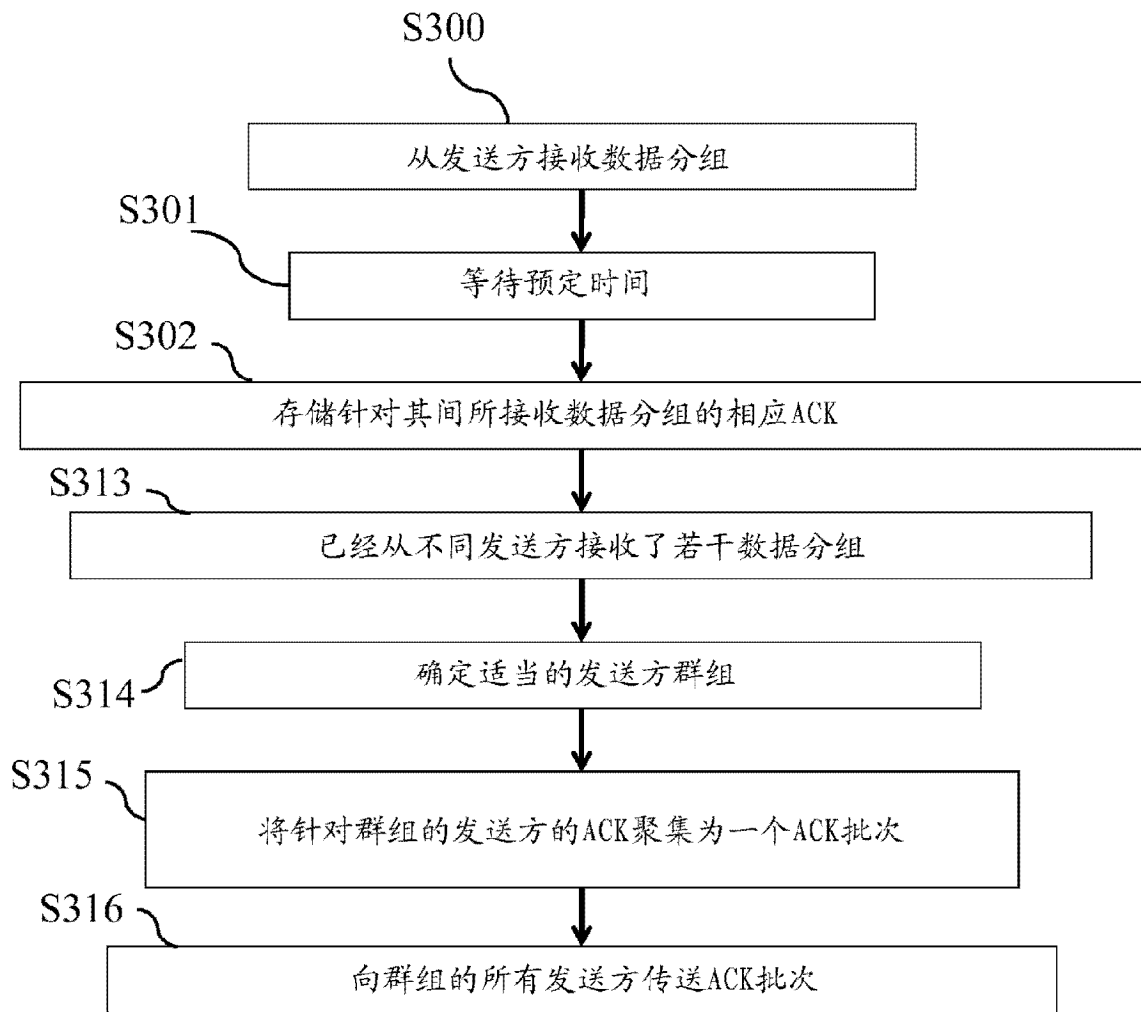 S300
从发送方接收数据分组
S301
等待预定时间
S302
存储针对其间所接收数据分组的相应ACK
S313
已经从不同发送方接收了若干数据分组
S314
确定适当的发送方群组
S315
将针对群组的发送方的ACK聚集为一个ACK批次
S316
向群组的所有发送方传送ACK批次